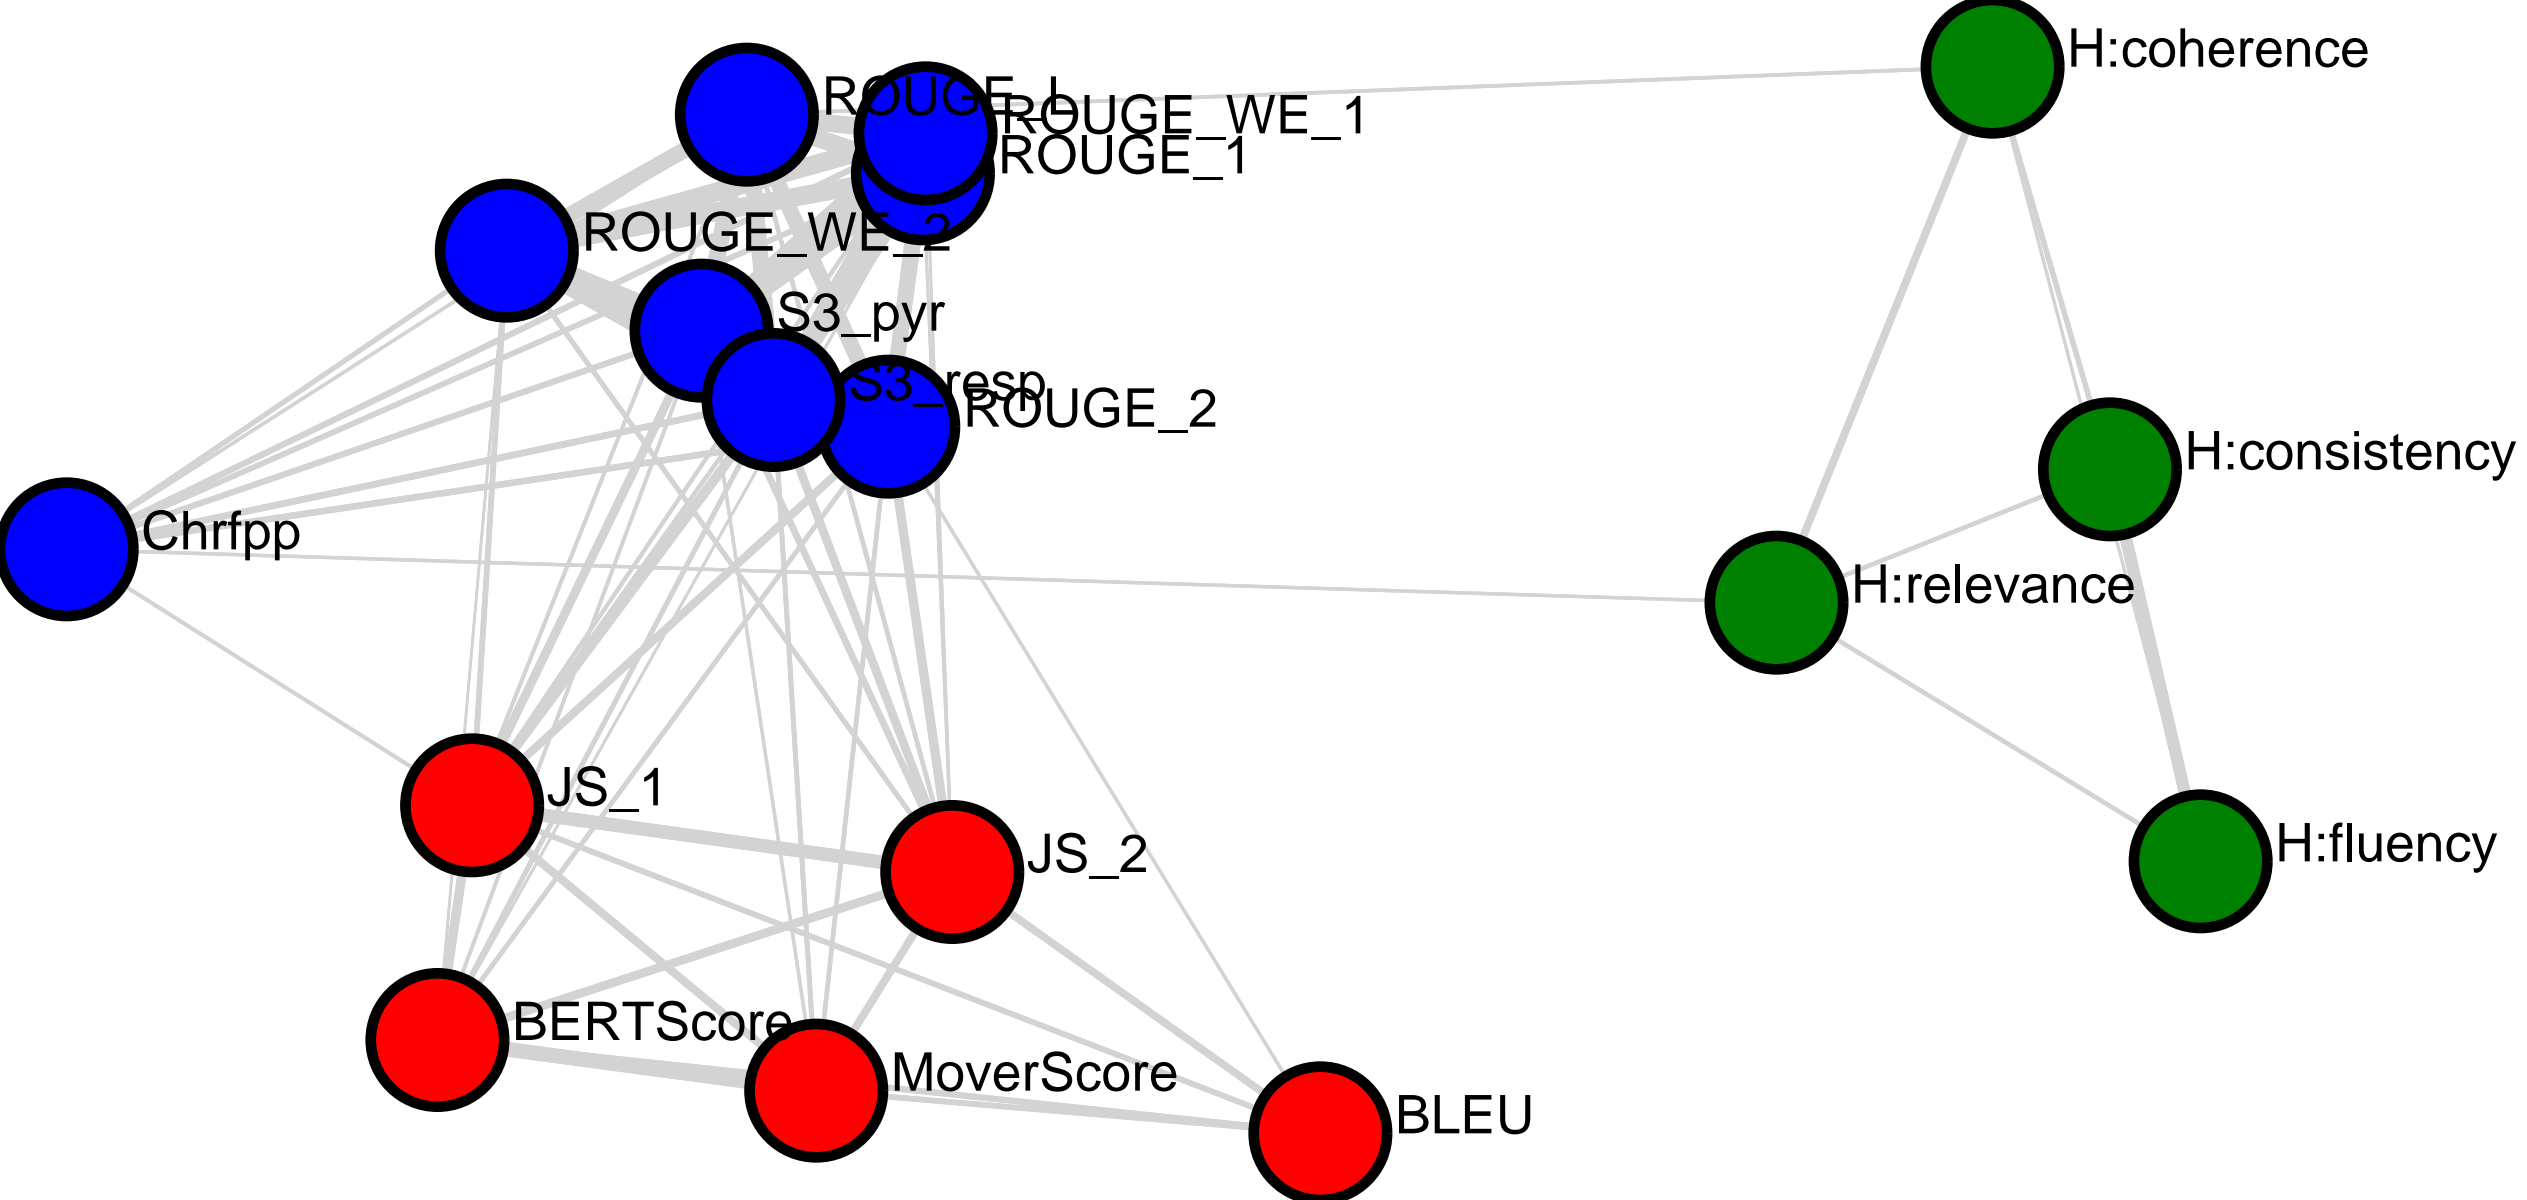 H:coherence
ROUGE_L
ROUGE_WE_1
ROUGE_1
ROUGE_WE_2
S3_pyr
S3_resp
ROUGE_2
H:consistency
Chrfpp
H:relevance
JS_1
JS_2
H:fluency
BERTScore
MoverScore
BLEU